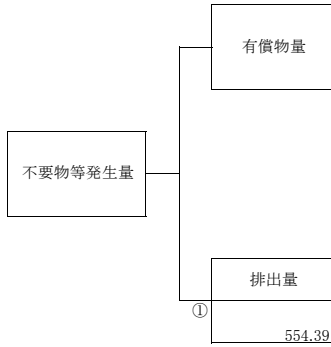 有償物量
不要物等発生量
排出量
①
554.39